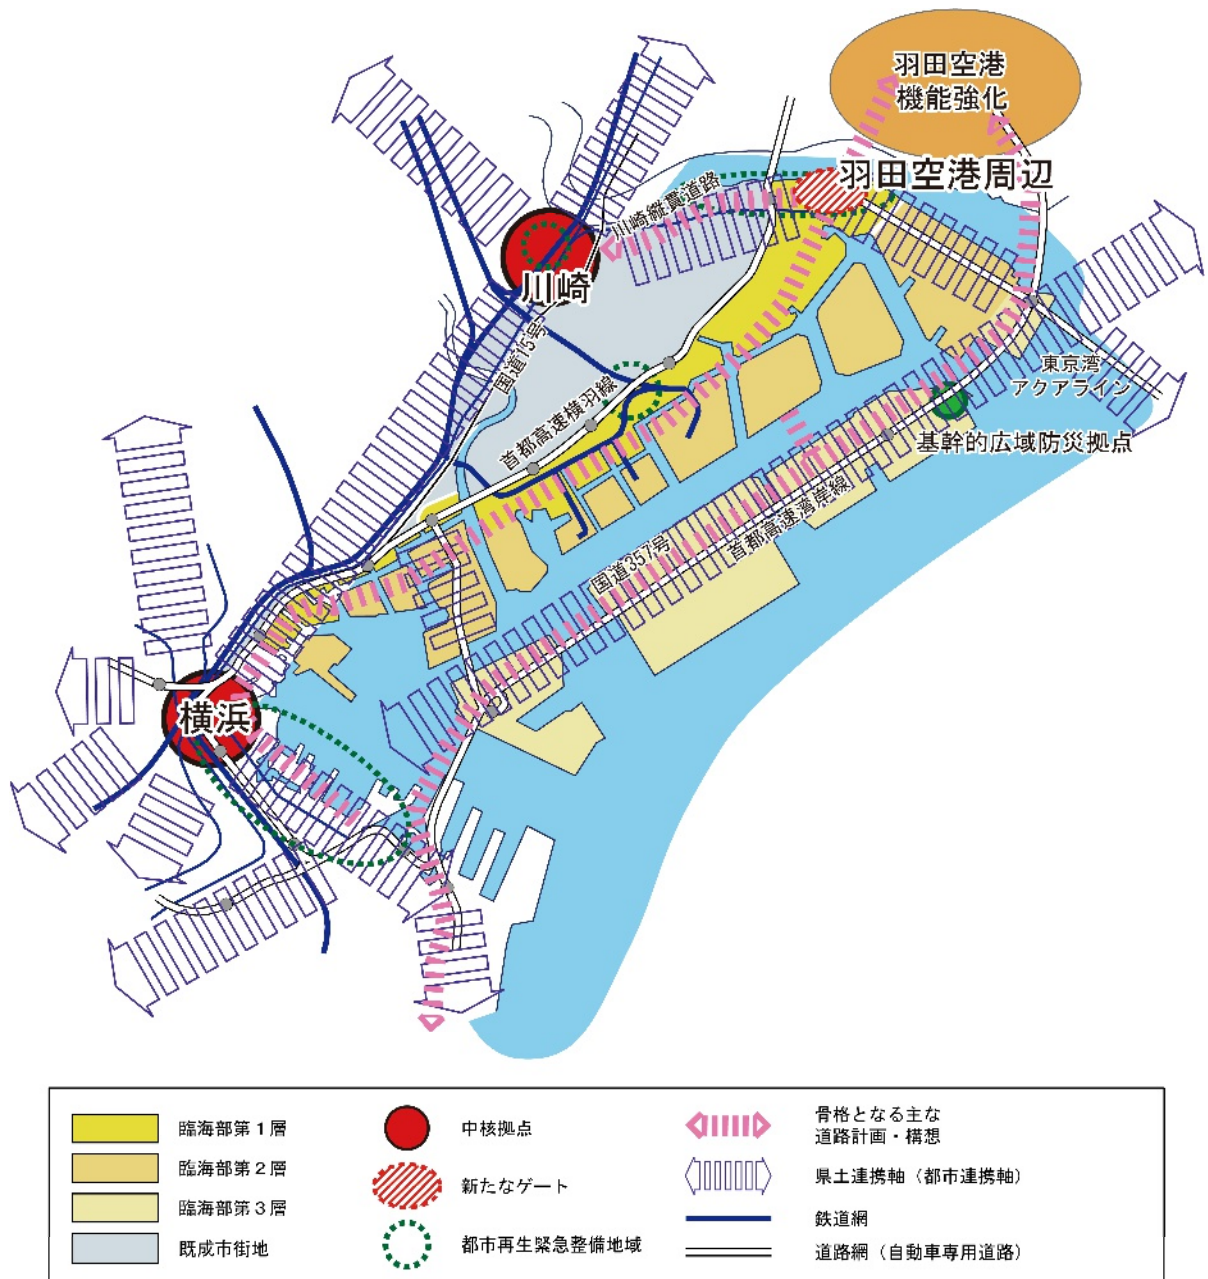 羽田空港
機能強化
羽田空港周辺
川崎縦貫道路
川崎
国道15号
首都高速横羽線
東京湾
アクアライン
基幹的広域防災拠点
首都高速湾岸線
国道357号
横浜
臨海部第1層
臨海部第2層
臨海部第3層
既成市街地
中核拠点
新たなゲート
都市再生緊急整備地域
骨格となる主な
道路計画・構想
県土連携軸（都市連携軸）
鉄道網
道路網（自動車専用道路）